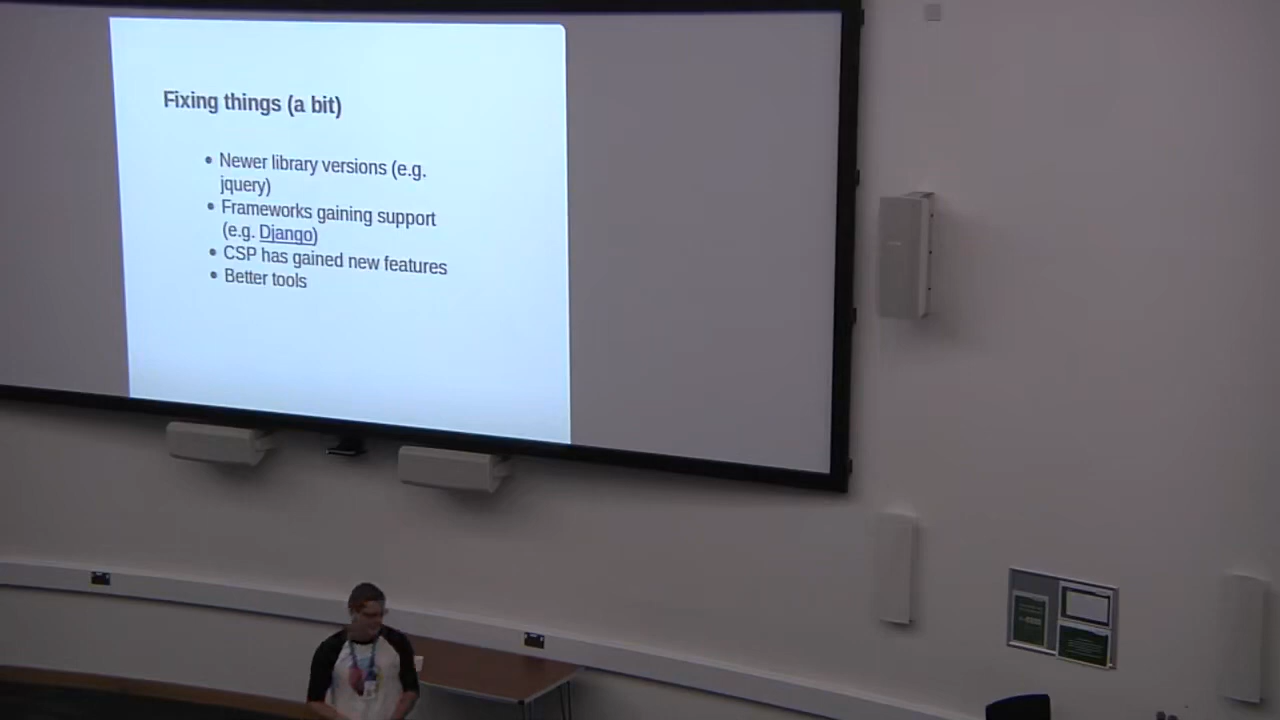 Fixing things (a bit)
• Newer library versions (e.g.
jquery)
• Frameworks gaining support
(e.g. Django)
• CSP has gained new features
• Better tools